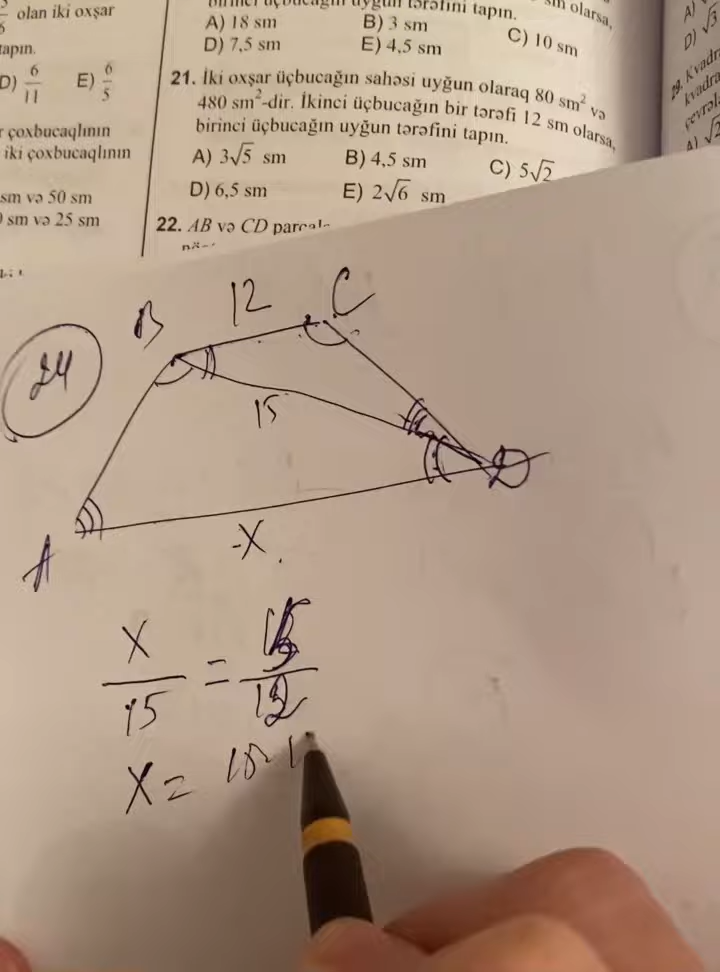 olan iki oxşar
tapın.
D) 6/11 E) 6/5
çoxbucaqlının
iki çoxbucaqlının
sm və 50 sm
sm və 25 sm
tərəfini tapın.
sm olarsa,
A) 18 sm B) 3 sm C) 10 sm
D) 7,5 sm E) 4,5 sm
21. İki oxşar üçbucağın sahəsi uyğun olaraq 80 sm² və
480 sm²-dir. İkinci üçbucağın bir tərəfi 12 sm olarsa,
birinci üçbucağın uyğun tərəfini tapın.
A) 3√5 sm B) 4,5 sm C) 5√2
D) 6,5 sm E) 2√6 sm
22. AB və CD
A)
D) √3
29.
A) √2
24
B 12 C
15
A X D
X/15 = 15/12
X =